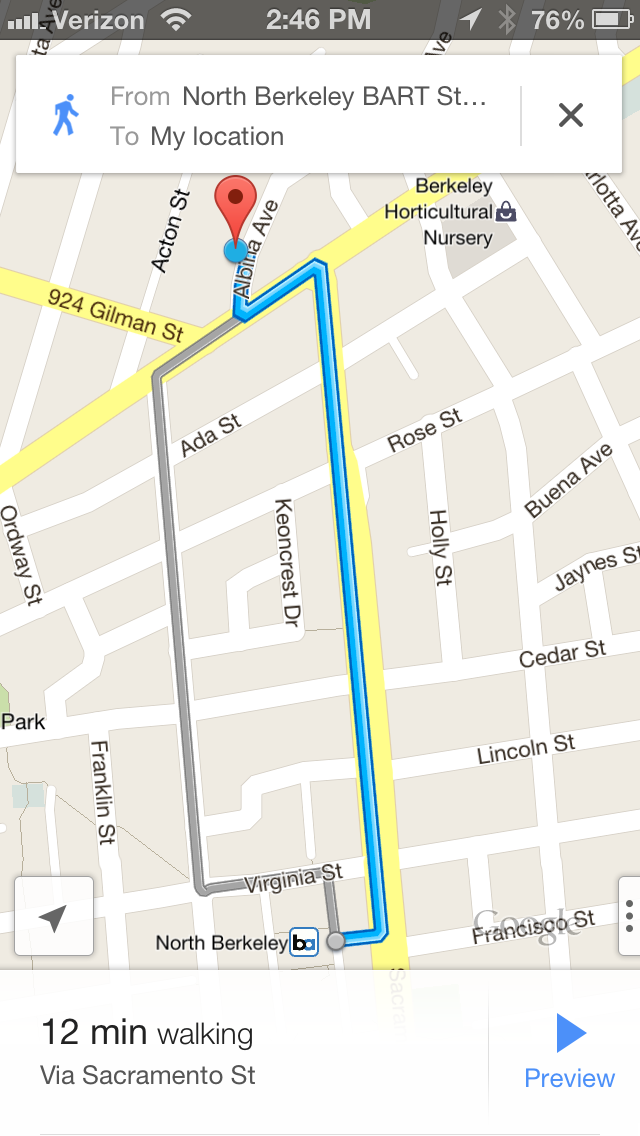 Verizon 2:46 PM 76%
From North Berkeley BART St...
To My location
Berkeley
Horticultural
Nursery
Acton St
Albina Ave
924 Gilman St
Ada St
Rose St
Buena Ave
Ordway St
Keoncrest Dr
Holly St
Jaynes St
Cedar St
Park
Lincoln St
Franklin St
Virginia St
Google
Francisco St
North Berkeley ba
Sacrar
12 min walking
Via Sacramento St
Preview